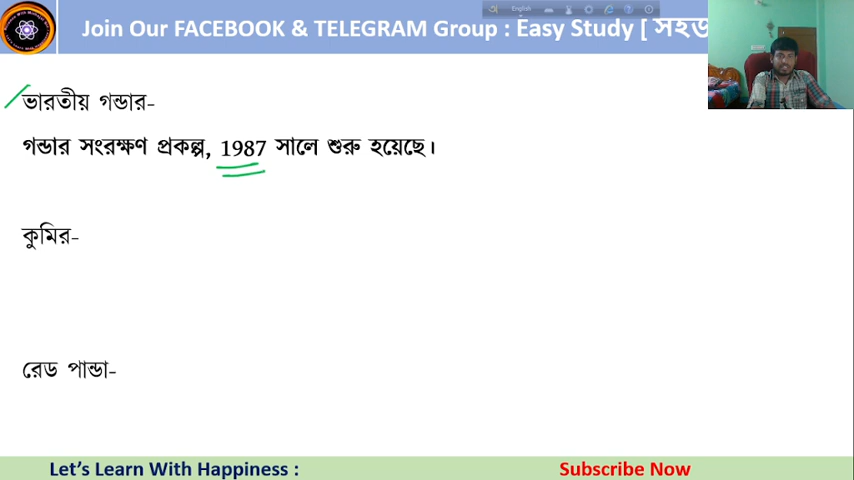 Join Our FACEBOOK & TELEGRAM Group : Easy Study [ সহজ
English
ভারতীয় গন্ডার-
গন্ডার সংরক্ষণ প্রকল্প, 1987 সালে শুরু হয়েছে।
কুমির-
রেড পান্ডা-
Let’s Learn With Happiness :
Subscribe Now